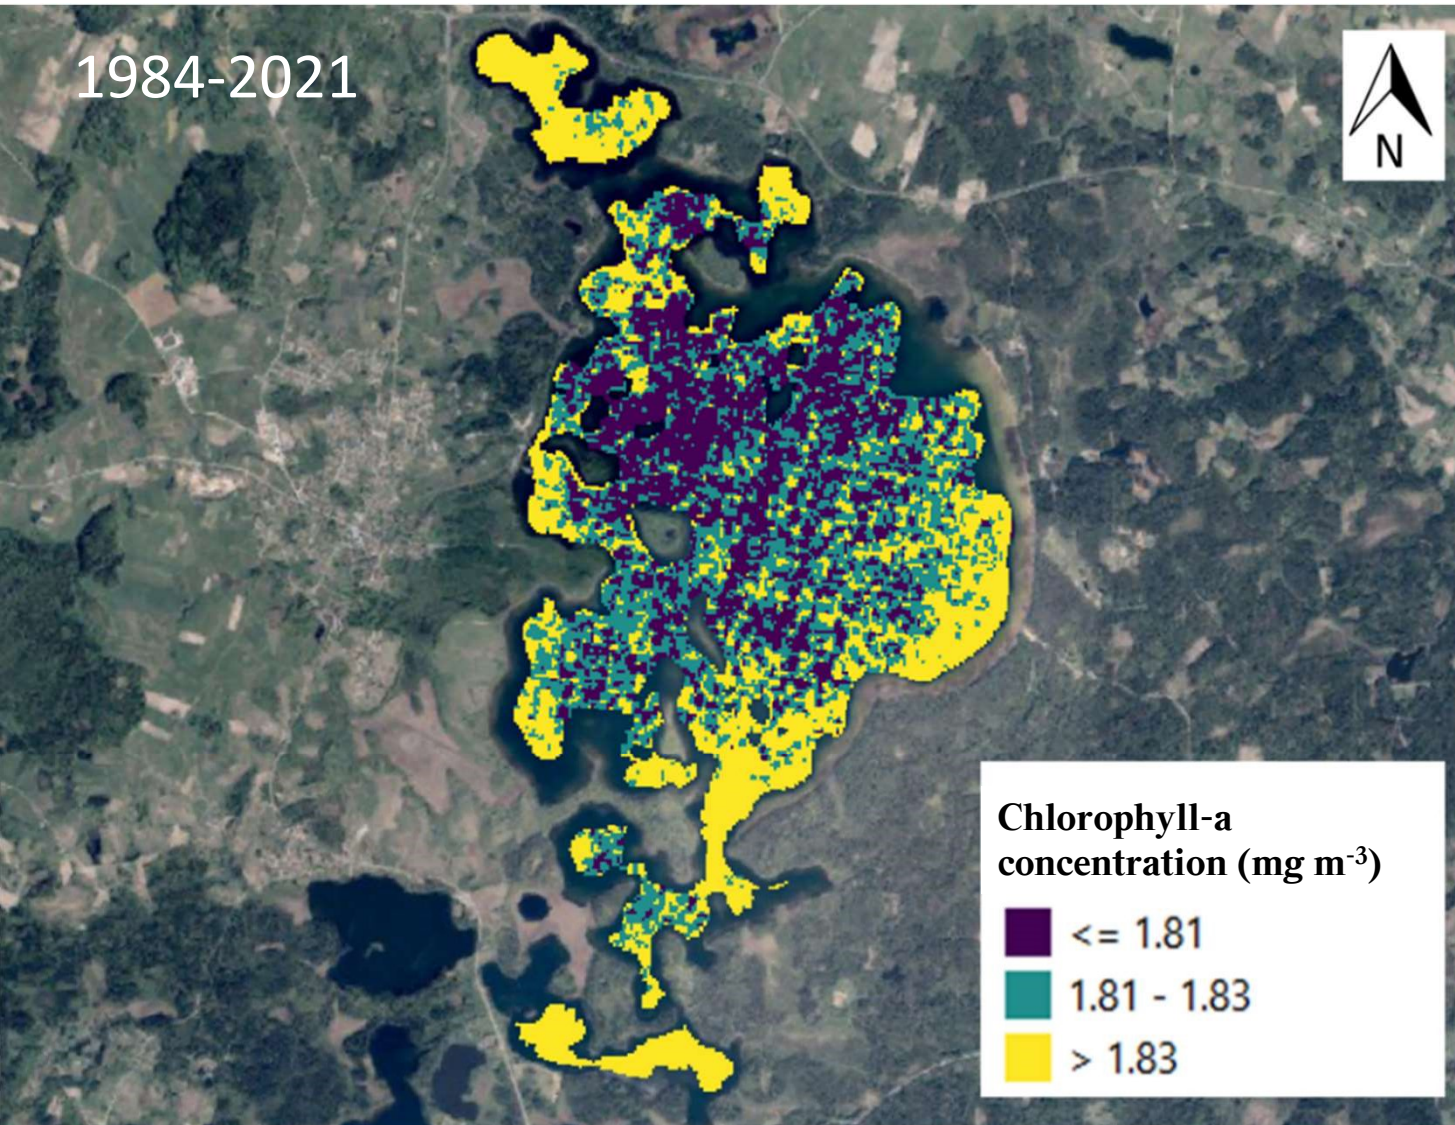 1984-2021
N
Chlorophyll-a
concentration (mg m⁻³)
<= 1.81
1.81 - 1.83
> 1.83